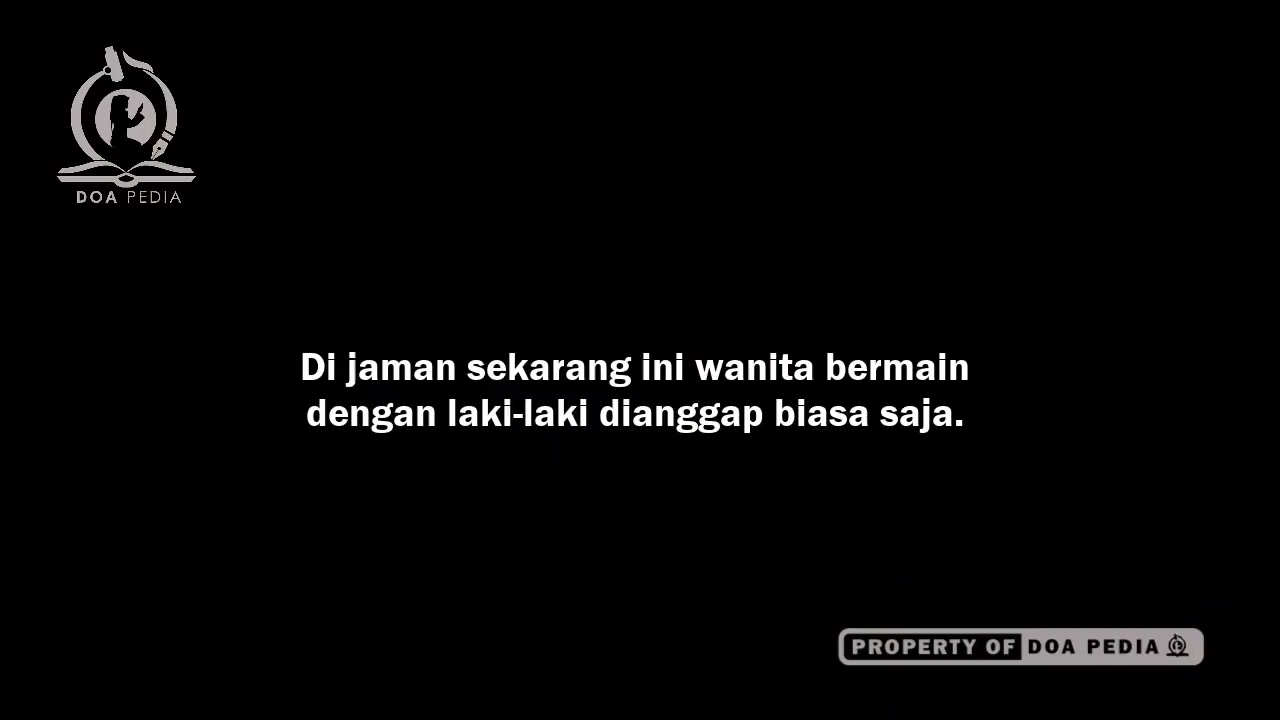 DOA PEDIA
Di jaman sekarang ini wanita bermain
dengan laki-laki dianggap biasa saja.
PROPERTY OF DOA PEDIA